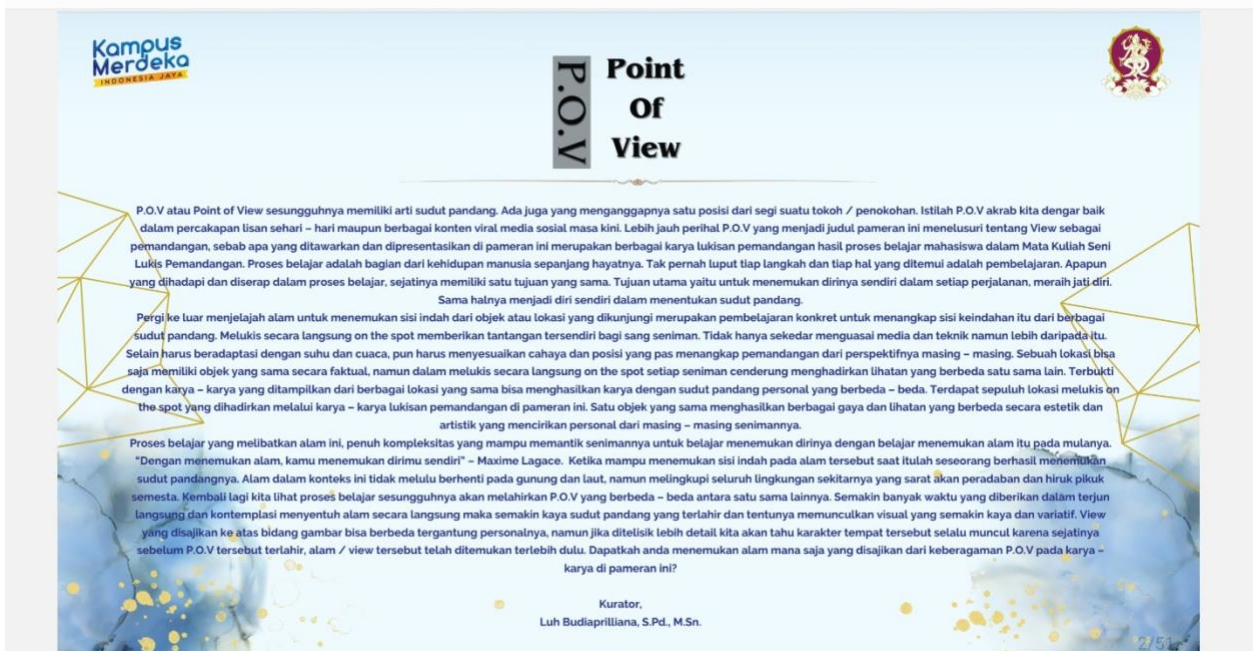 Kampus
Merdeka
INDONESIA JAYA
P.O.V
Point
Of
View
P.O.V atau Point of View sesungguhnya memiliki arti sudut pandang. Ada juga yang menganggapnya satu posisi dari segi suatu tokoh / penokohan. Istilah P.O.V akrab kita dengar baik
dalam percakapan lisan sehari – hari maupun berbagai konten viral media sosial masa kini. Lebih jauh perihal P.O.V yang menjadi judul pameran ini menelusuri tentang View sebagai
pemandangan, sebab apa yang ditawarkan dan dipresentasikan di pameran ini merupakan berbagai karya lukisan pemandangan hasil proses belajar mahasiswa dalam Mata Kuliah Seni
Lukis Pemandangan. Proses belajar adalah bagian dari kehidupan manusia sepanjang hayatnya. Tak pernah luput tiap langkah dan tiap hal yang ditemui adalah pembelajaran. Apapun
yang dihadapi dan diserap dalam proses belajar, sejatinya memiliki satu tujuan yang sama. Tujuan utama yaitu untuk menemukan dirinya sendiri dalam setiap perjalanan, meraih jati diri.
Sama halnya menjadi diri sendiri dalam menentukan sudut pandang.
Pergi ke luar menjelajah alam untuk menemukan sisi indah dari objek atau lokasi yang dikunjungi merupakan pembelajaran konkret untuk menangkap sisi keindahan itu dari berbagai
sudut pandang. Melukis secara langsung on the spot memberikan tantangan tersendiri bagi sang seniman. Tidak hanya sekedar menguasai media dan teknik namun lebih daripada itu.
Selain harus beradaptasi dengan suhu dan cuaca, pun harus menyesuaikan cahaya dan posisi yang pas menangkap pemandangan dari perspektifnya masing – masing. Sebuah lokasi bisa
saja memiliki objek yang sama secara faktual, namun dalam melukis secara langsung on the spot setiap seniman cenderung menghadirkan lihatan yang berbeda satu sama lain. Terbukti
dengan karya – karya yang ditampilkan dari berbagai lokasi yang sama bisa menghasilkan karya dengan sudut pandang personal yang berbeda – beda. Terdapat sepuluh lokasi melukis on
the spot yang dihadirkan melalui karya – karya lukisan pemandangan di pameran ini. Satu objek yang sama menghasilkan berbagai gaya dan lihatan yang berbeda secara estetik dan
artistik yang mencirikan personal dari masing – masing senimannya.
Proses belajar yang melibatkan alam ini, penuh kompleksitas yang mampu memantik senimannya untuk belajar menemukan dirinya dengan belajar menemukan alam itu pada mulanya.
"Dengan menemukan alam, kamu menemukan dirimu sendiri" – Maxime Lagace. Ketika mampu menemukan sisi indah pada alam tersebut saat itulah seseorang berhasil menemukan
sudut pandangnya. Alam dalam konteks ini tidak melulu berhenti pada gunung dan laut, namun melingkupi seluruh lingkungan sekitarnya yang sarat akan peradaban dan hiruk pikuk
semesta. Kembali lagi kita lihat proses belajar sesungguhnya akan melahirkan P.O.V yang berbeda – beda antara satu sama lainnya. Semakin banyak waktu yang diberikan dalam terjun
langsung dan kontemplasi menyentuh alam secara langsung maka semakin kaya sudut pandang yang terlahir dan tentunya memunculkan visual yang semakin kaya dan variatif. View
yang disajikan ke atas bidang gambar bisa berbeda tergantung personalnya, namun jika ditelisik lebih detail kita akan tahu karakter tempat tersebut selalu muncul karena sejatinya
sebelum P.O.V tersebut terlahir, alam / view tersebut telah ditemukan terlebih dulu. Dapatkah anda menemukan alam mana saja yang disajikan dari keberagaman P.O.V pada karya –
karya di pameran ini?
Kurator,
Luh Budiaprilliana, S.Pd., M.Sn.
2/51